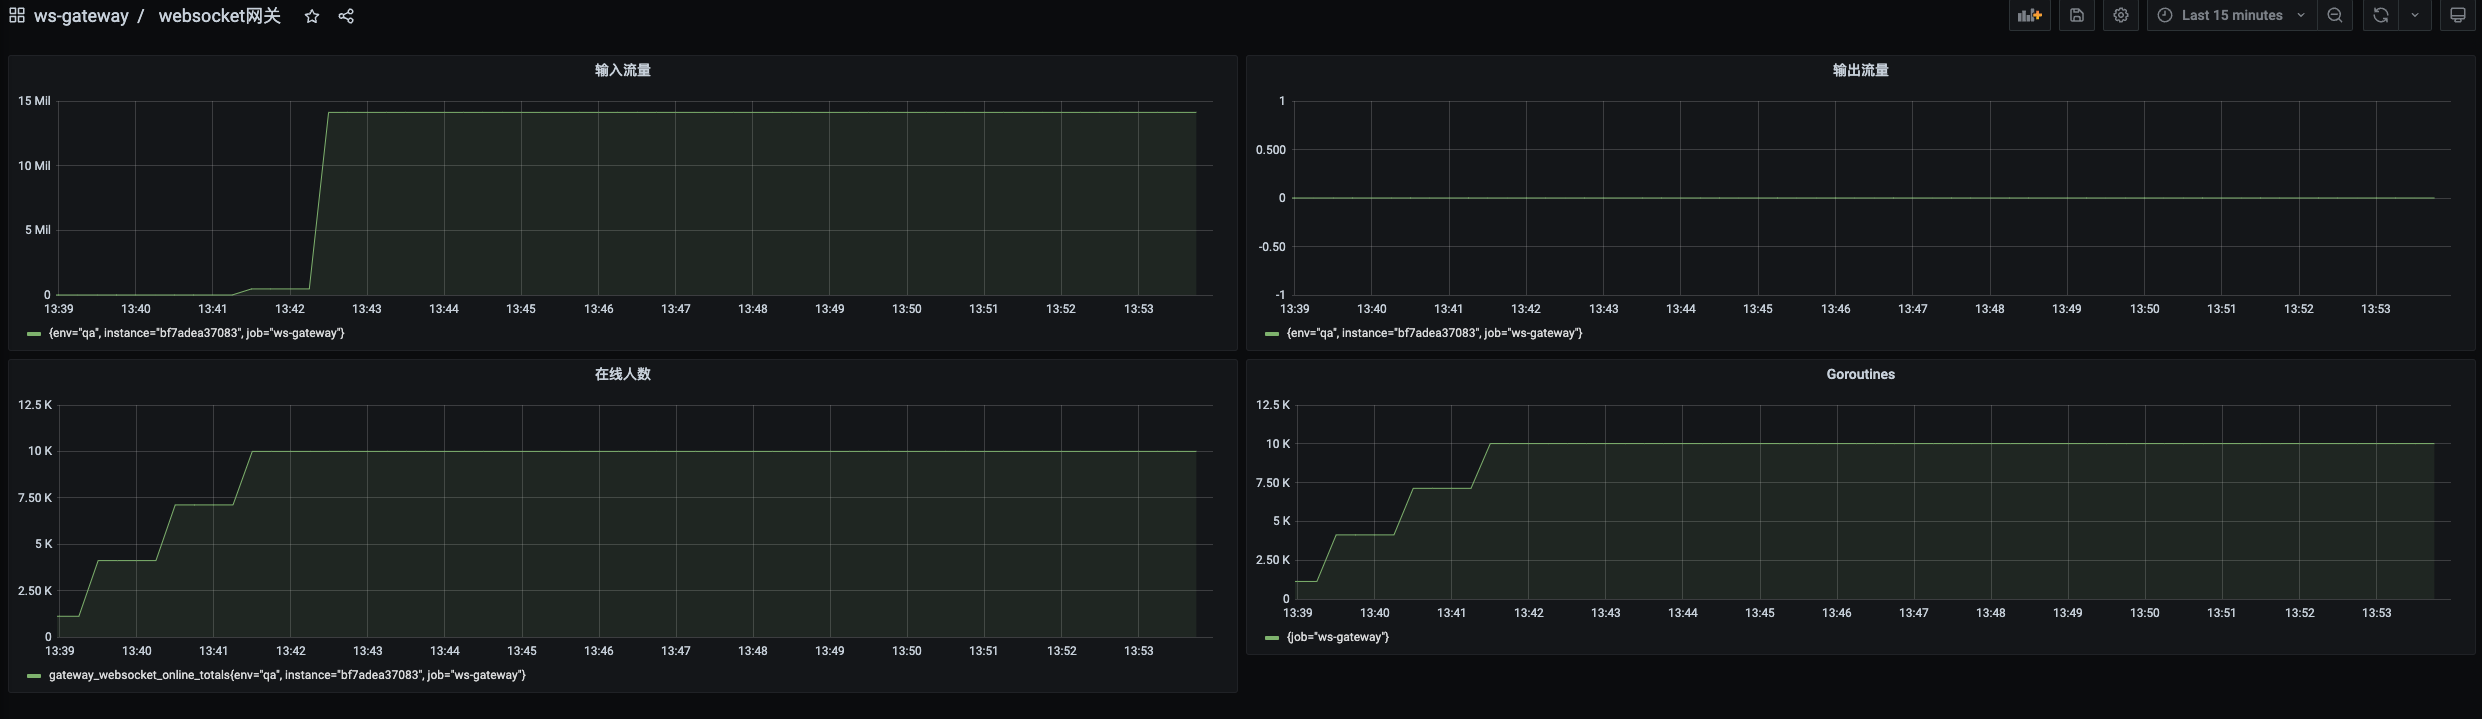 ws-gateway / websocket网关
Last 15 minutes
输入流量
15 Mil
10 Mil
5 Mil
0
13:39 13:40 13:41 13:42 13:43 13:44 13:45 13:46 13:47 13:48 13:49 13:50 13:51 13:52 13:53
{env="qa", instance="bf7adea37083", job="ws-gateway"}
输出流量
1
0.500
0
-0.50
-1
13:39 13:40 13:41 13:42 13:43 13:44 13:45 13:46 13:47 13:48 13:49 13:50 13:51 13:52 13:53
{env="qa", instance="bf7adea37083", job="ws-gateway"}
在线人数
12.5 K
10 K
7.50 K
5 K
2.50 K
0
13:39 13:40 13:41 13:42 13:43 13:44 13:45 13:46 13:47 13:48 13:49 13:50 13:51 13:52 13:53
gateway_websocket_online_totals{env="qa", instance="bf7adea37083", job="ws-gateway"}
Goroutines
12.5 K
10 K
7.50 K
5 K
2.50 K
0
13:39 13:40 13:41 13:42 13:43 13:44 13:45 13:46 13:47 13:48 13:49 13:50 13:51 13:52 13:53
{job="ws-gateway"}